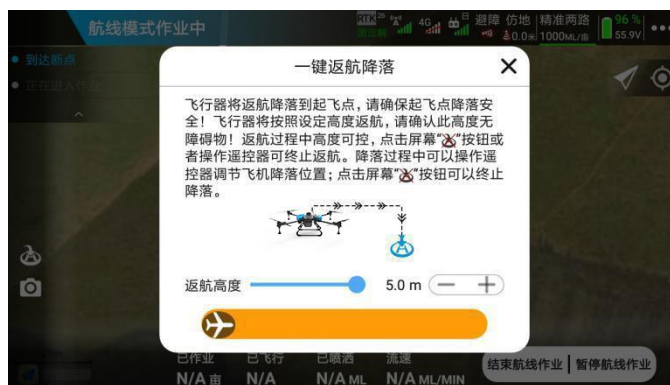 航线模式作业中
RTK 26
4G
避障 仿地
0.0米
精准两路
1000ML/亩
96%
55.9V
到达断点
正在进入作业
一键返航降落
飞行器将返航降落到起飞点，请确保起飞点降落安
全！飞行器将按照设定高度返航，请确认此高度无
障碍物！返航过程中高度可控，点击屏幕“”按钮或
者操作遥控器可终止返航。降落过程中可以操作遥
控器调节飞机降落位置；点击屏幕“”按钮可以终止
降落。
返航高度
5.0 m
已作业
已飞行
已喷洒
流速
N/A 亩
N/A
N/A ML
N/A ML/MIN
结束航线作业
暂停航线作业